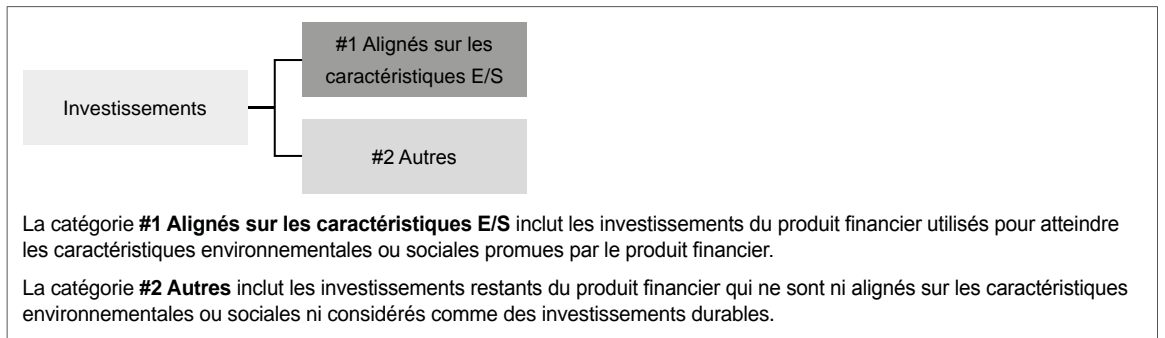 #1 Alignés sur les
caractéristiques E/S
Investissements
#2 Autres
La catégorie #1 Alignés sur les caractéristiques E/S inclut les investissements du produit financier utilisés pour atteindre
les caractéristiques environnementales ou sociales promues par le produit financier.
La catégorie #2 Autres inclut les investissements restants du produit financier qui ne sont ni alignés sur les caractéristiques
environnementales ou sociales ni considérés comme des investissements durables.